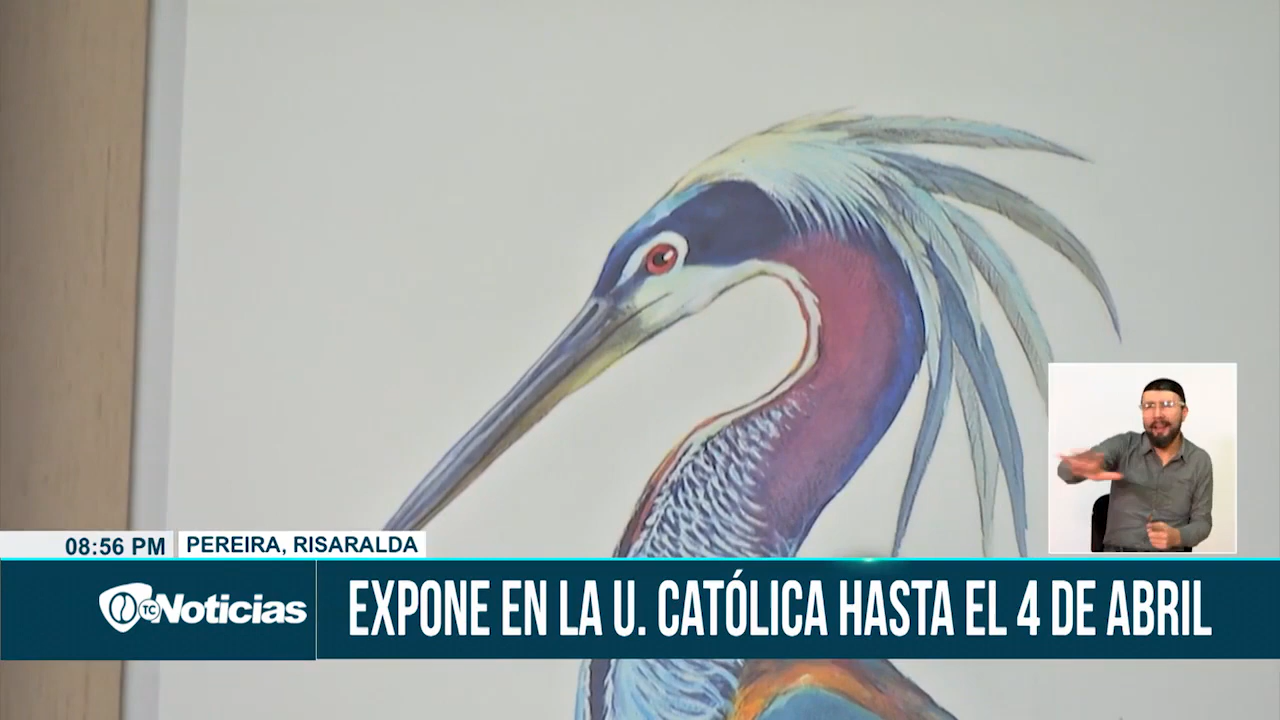 08:56 PM
PEREIRA, RISARALDA
TC Noticias
EXPONE EN LA U. CATÓLICA HASTA EL 4 DE ABRIL